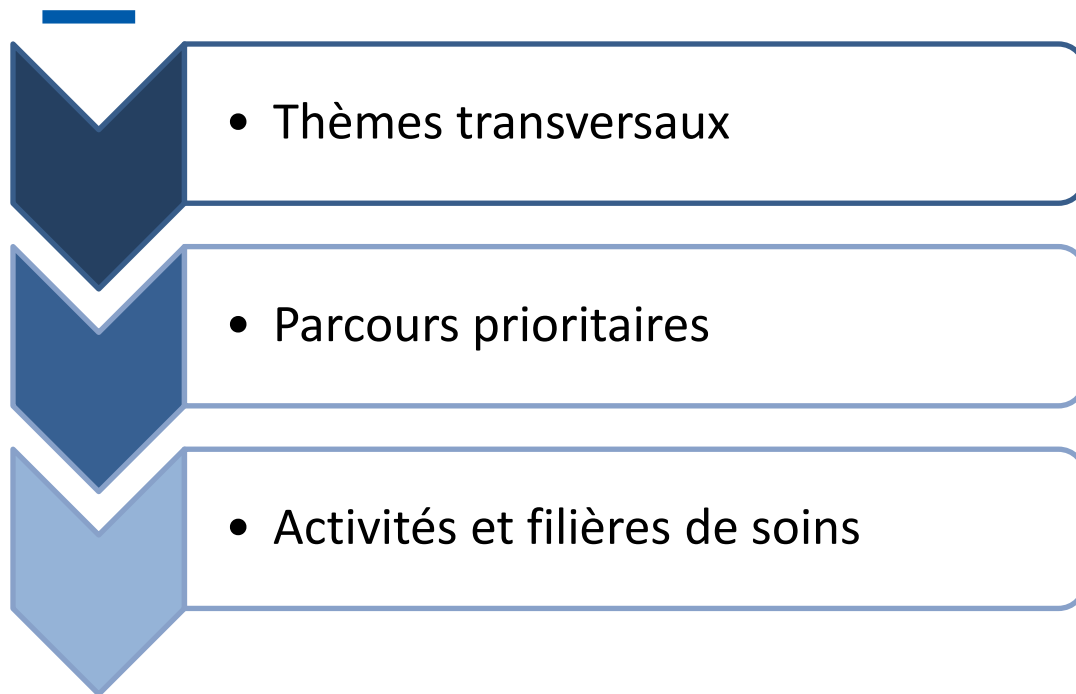 • Thèmes transversaux
• Parcours prioritaires
• Activités et filières de soins